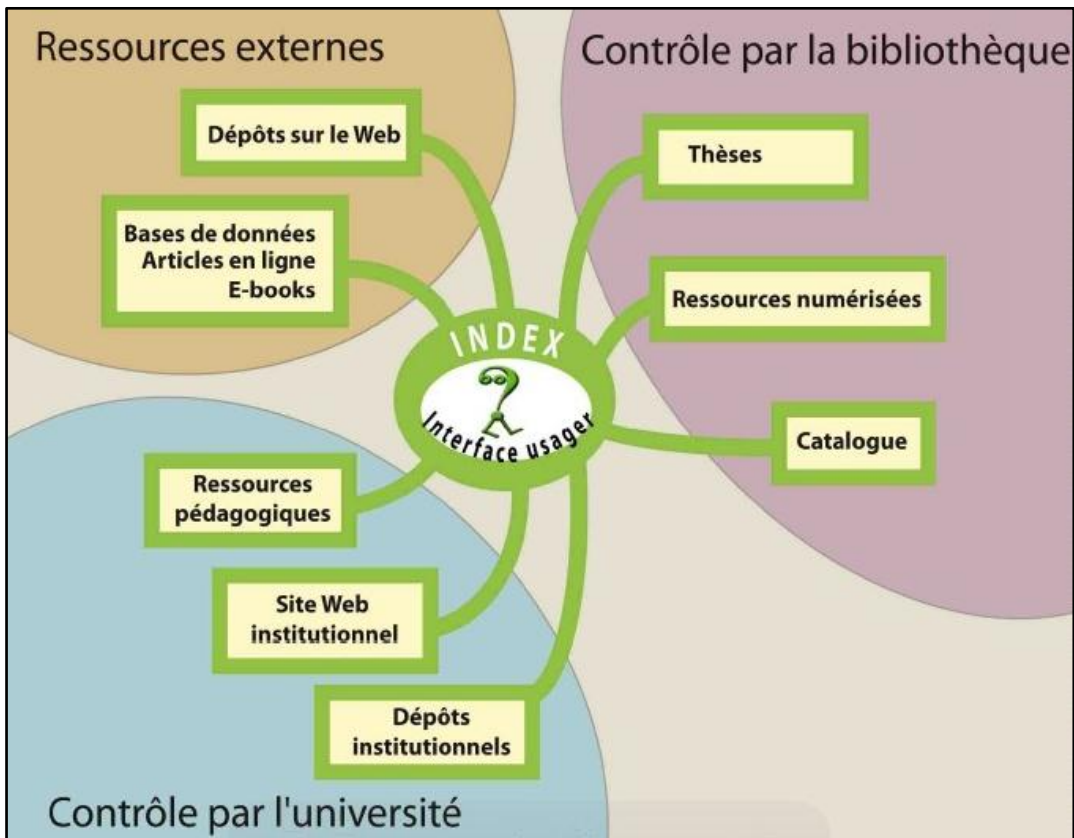 Ressources externes
Dépôts sur le Web
Bases de données
Articles en ligne
E-books
Contrôle par la bibliothèque
Thèses
Ressources numérisées
Catalogue
INDEX
Interface usager
Ressources
pédagogiques
Site Web
institutionnel
Dépôts
institutionnels
Contrôle par l'université